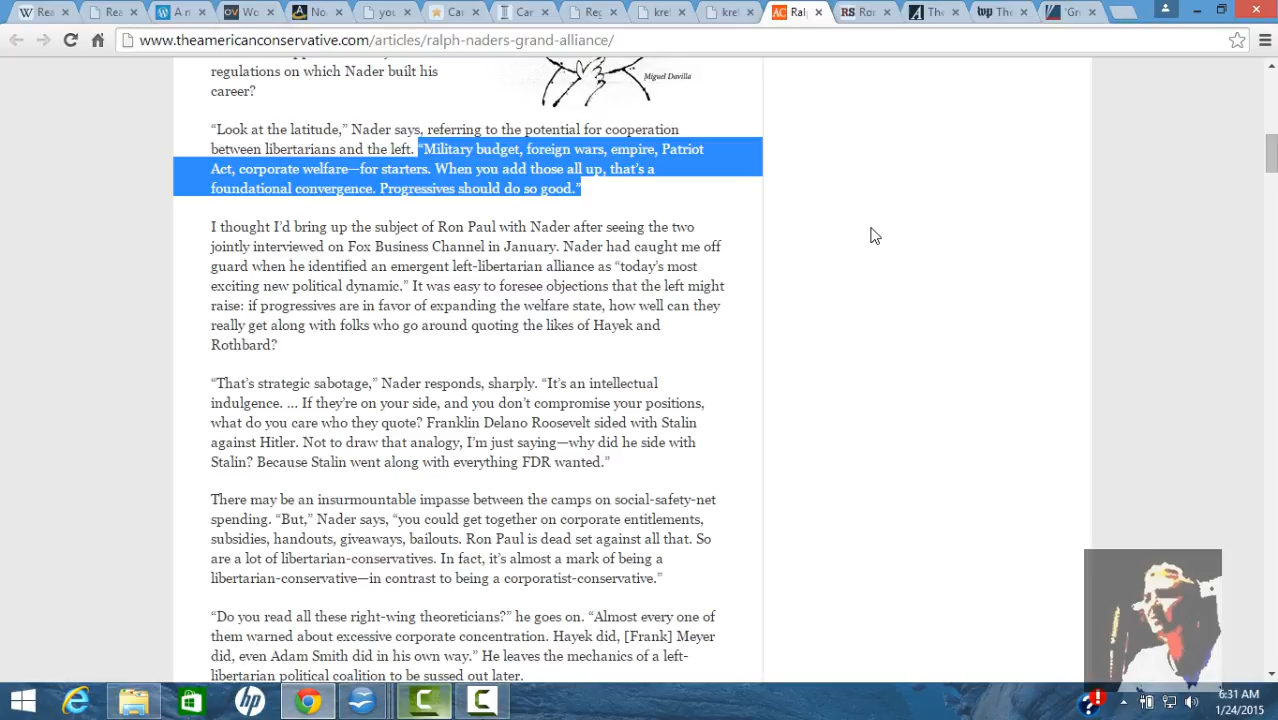 Rea
Rea
A n
Wo
No
you
Car
Car
Reg
kref
kref
Ral
Ror
The
The
'Gr
www.theamericanconservative.com/articles/ralph-naders-grand-alliance/
regulations on which Nader built his
career?
Miguel Davilla
“Look at the latitude,” Nader says, referring to the potential for cooperation
between libertarians and the left. “Military budget, foreign wars, empire, Patriot
Act, corporate welfare—for starters. When you add those all up, that’s a
foundational convergence. Progressives should do so good.”
I thought I’d bring up the subject of Ron Paul with Nader after seeing the two
jointly interviewed on Fox Business Channel in January. Nader had caught me off
guard when he identified an emergent left-libertarian alliance as “today’s most
exciting new political dynamic.” It was easy to foresee objections that the left might
raise: if progressives are in favor of expanding the welfare state, how well can they
really get along with folks who go around quoting the likes of Hayek and
Rothbard?
“That’s strategic sabotage,” Nader responds, sharply. “It’s an intellectual
indulgence. … If they’re on your side, and you don’t compromise your positions,
what do you care who they quote? Franklin Delano Roosevelt sided with Stalin
against Hitler. Not to draw that analogy, I’m just saying—why did he side with
Stalin? Because Stalin went along with everything FDR wanted.”
There may be an insurmountable impasse between the camps on social-safety-net
spending. “But,” Nader says, “you could get together on corporate entitlements,
subsidies, handouts, giveaways, bailouts. Ron Paul is dead set against all that. So
are a lot of libertarian-conservatives. In fact, it’s almost a mark of being a
libertarian-conservative—in contrast to being a corporatist-conservative.”
“Do you read all these right-wing theoreticians?” he goes on. “Almost every one of
them warned about excessive corporate concentration. Hayek did, [Frank] Meyer
did, even Adam Smith did in his own way.” He leaves the mechanics of a left-
libertarian political coalition to be sussed out later.
6:31 AM
1/24/2015